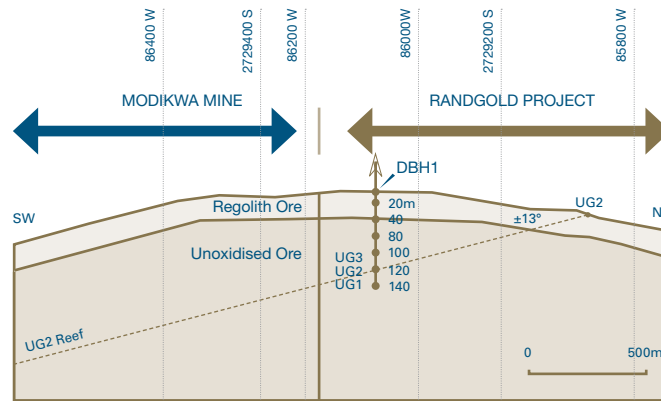 86400 W
2729400 S
86200 W
86000W
2729200 S
85800 W
MODIKWA MINE
RANDGOLD PROJECT
DBH1
SW
Regolith Ore
20m
UG2
N
40
±13°
80
Unoxidised Ore
UG3
100
UG2
120
UG1
140
UG2 Reef
0
500m